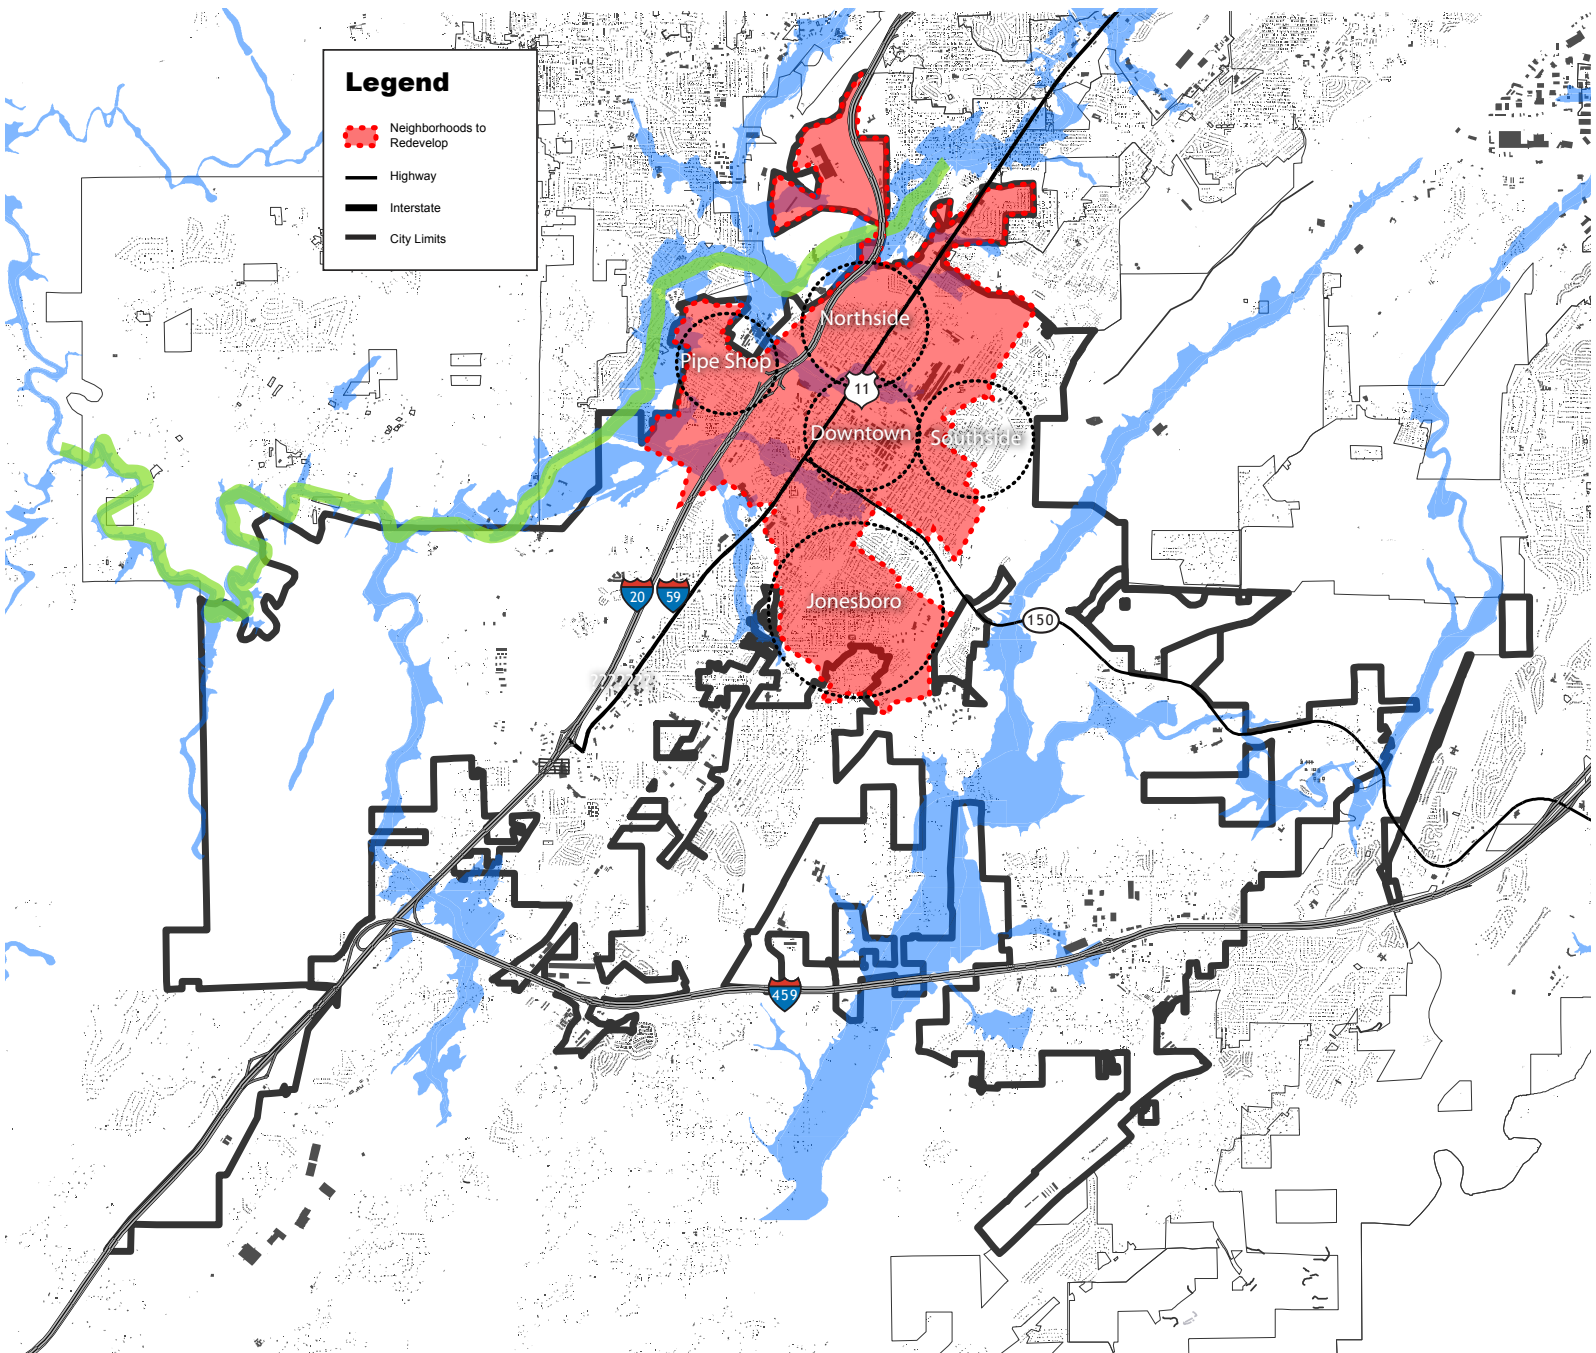 Legend
Neighborhoods to
Redevelop
Highway
Interstate
City Limits
Northside
Pipe Shop
11
Downtown
Southside
20
59
Jonesboro
150
459